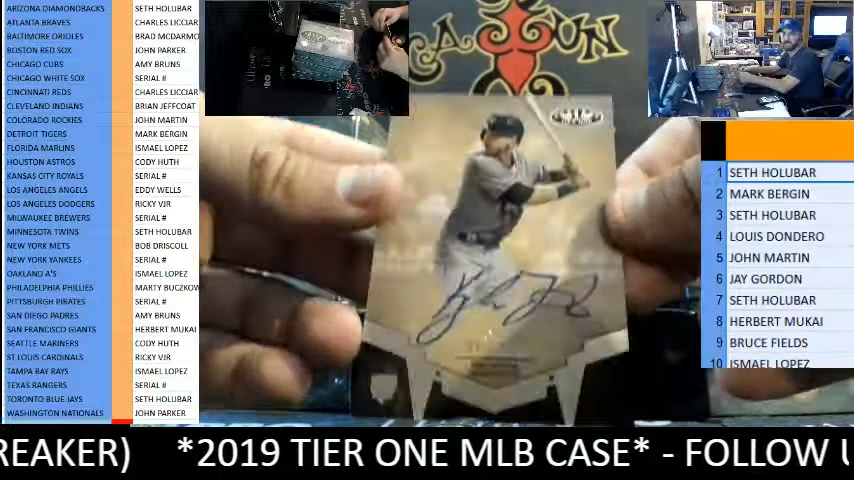 ARIZONA DIAMONDBACKS SETH HOLUBAR
ATLANTA BRAVES CHARLES LICCIAR
BALTIMORE ORIOLES BRAD MCDARMO
BOSTON RED SOX JOHN PARKER
CHICAGO CUBS AMY BRUNS
CHICAGO WHITE SOX SERIAL #
CINCINNETI REDS CHARLES LICCIAR
CLEVELAND INDIANS BRIAN JEFFCOAT
COLORADO ROCKIES JOHN MARTIN
DETROIT TIGERS MARK BERGIN
FLORIDA MARLINS ISMAEL LOPEZ
HOUSTON ASTROS CODY HUTH
KANSAS CITY ROYALS SERIAL #
LOS ANGELES ANGELS EDDY WELLS
LOS ANGELES DODGERS RICKY VJR
MILWAUKEE BREWERS SERIAL #
MINNESOTA TWINS SETH HOLUBAR
NEW YORK METS BOB DRISCOLL
NEW YORK YANKEES SERIAL #
OAKLAND A'S ISMAEL LOPEZ
PHILADELPHIA PHILLIES MARTY BUCZKOW
PITTSBURGH PIRATES SERIAL #
SAN DIEGO PADRES AMY BRUNS
SAN FRANCISCO GIANTS HERBERT MUKAI
SEATTLE MARINERS CODY HUTH
ST LOUIS CARDINALS RICKY VJR
TAMPA BAY RAYS ISMAEL LOPEZ
TEXAS RANGERS SERIAL #
TORONTO BLUE JAYS SETH HOLUBAR
WASHINGTON NATIONALS JOHN PARKER
1 SETH HOLUBAR
2 MARK BERGIN
3 SETH HOLUBAR
4 LOUIS DONDERO
5 JOHN MARTIN
6 JAY GORDON
7 SETH HOLUBAR
8 HERBERT MUKAI
9 BRUCE FIELDS
10 ISMAEL LOPEZ
REAKER) *2019 TIER ONE MLB CASE* - FOLLOW U